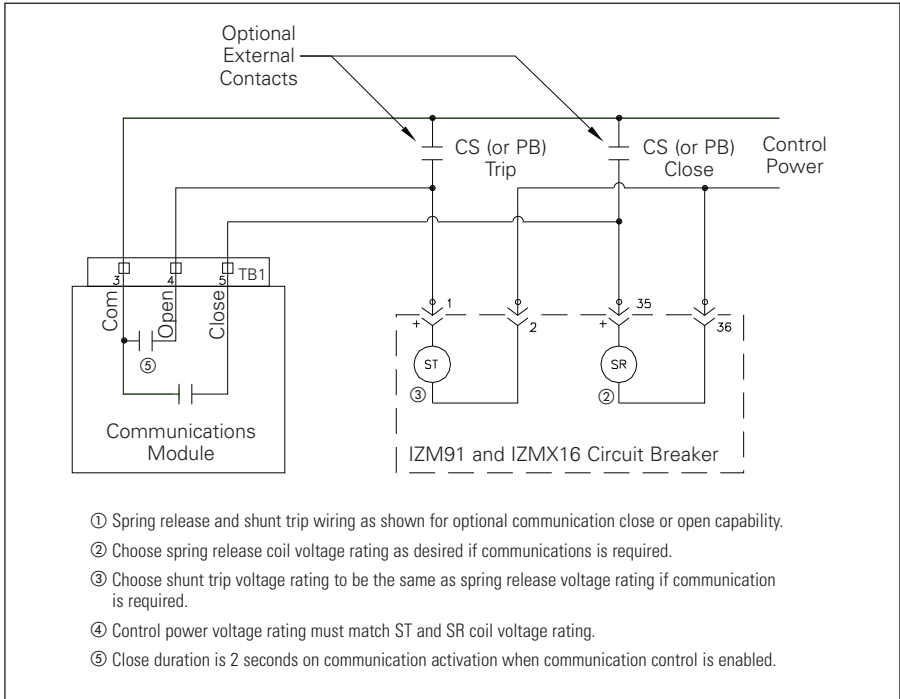 Optional
External
Contacts
CS (or PB)
Trip
CS (or PB)
Close
Control
Power
3
4
5
TB1
Com
Open
Close
⑤
Communications
Module
1
2
35
36
+
+
ST
SR
③
②
IZM91 and IZMX16 Circuit Breaker
① Spring release and shunt trip wiring as shown for optional communication close or open capability.
② Choose spring release coil voltage rating as desired if communications is required.
③ Choose shunt trip voltage rating to be the same as spring release voltage rating if communication
is required.
④ Control power voltage rating must match ST and SR coil voltage rating.
⑤ Close duration is 2 seconds on communication activation when communication control is enabled.